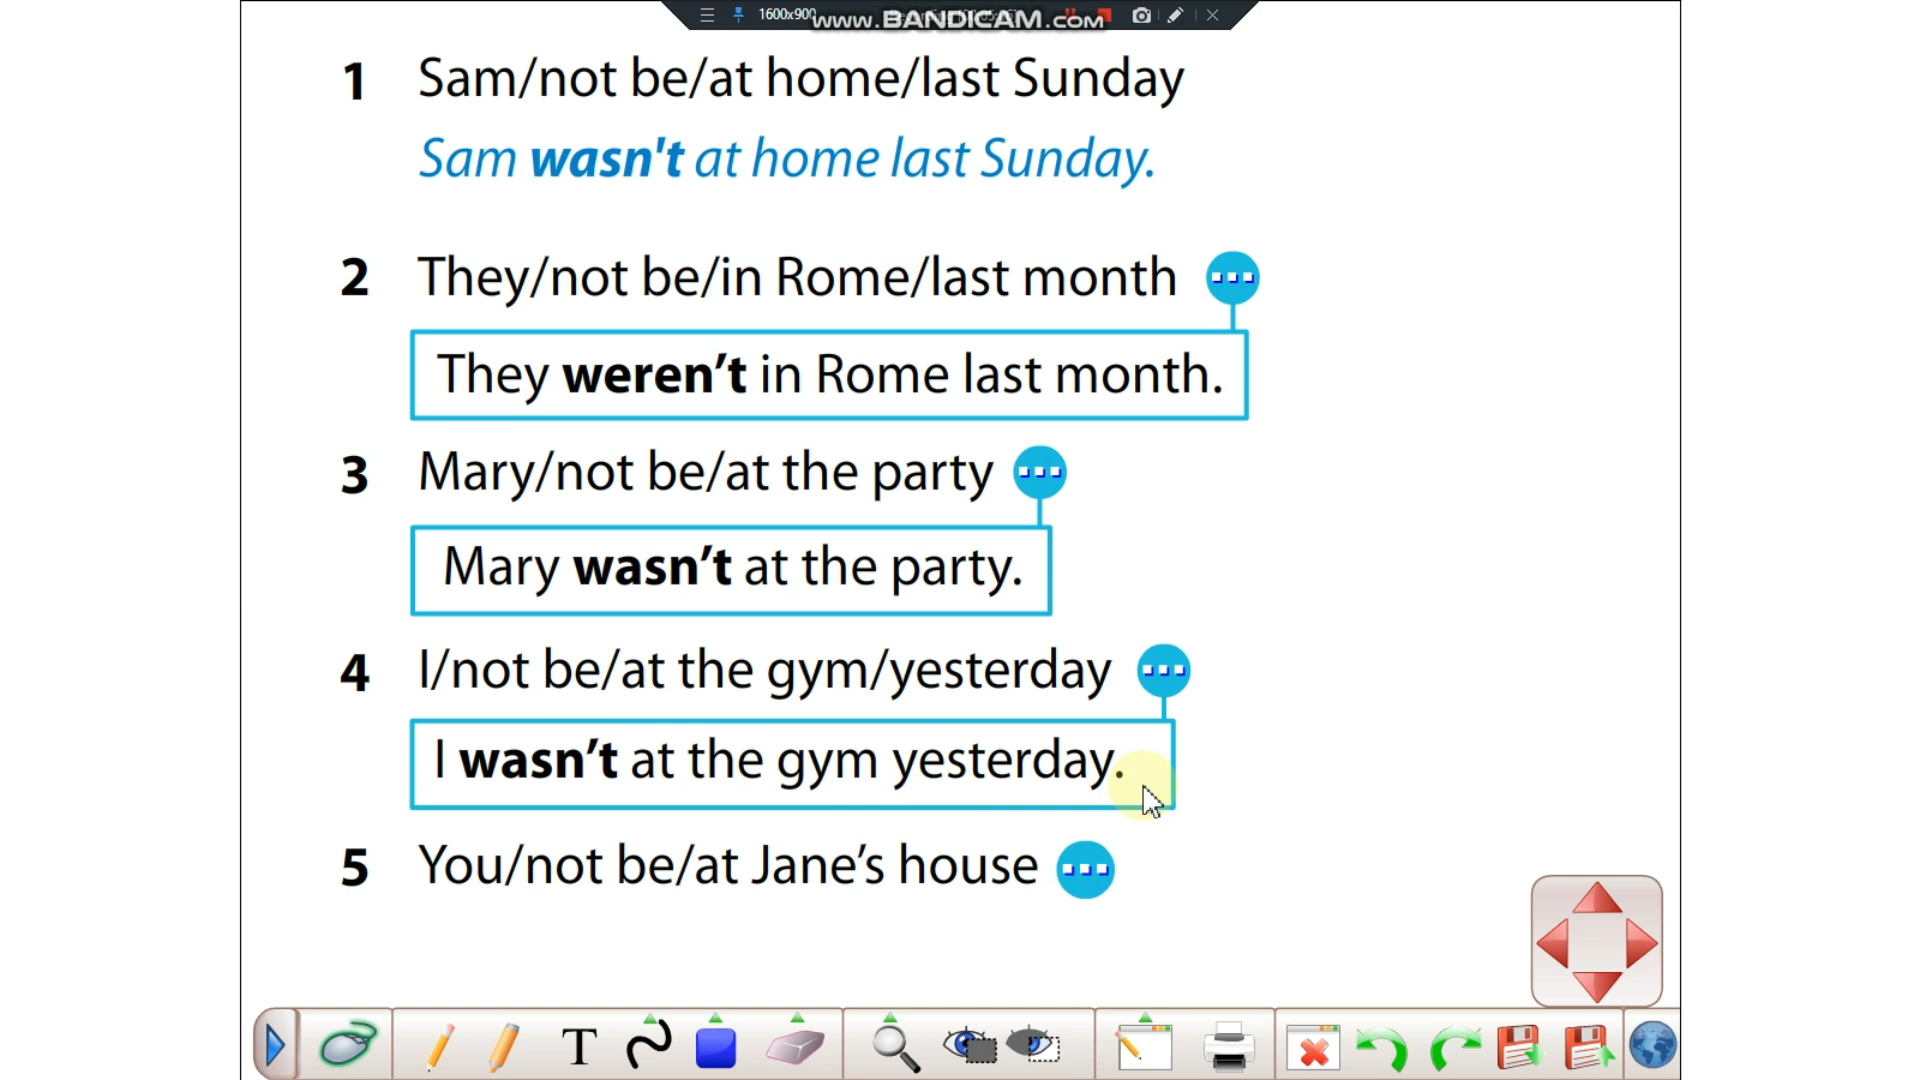 1600x900
www.BANDICAM.com
1 Sam/not be/at home/last Sunday
Sam wasn't at home last Sunday.
2 They/not be/in Rome/last month
They weren’t in Rome last month.
3 Mary/not be/at the party
Mary wasn’t at the party.
4 I/not be/at the gym/yesterday
I wasn’t at the gym yesterday.
5 You/not be/at Jane’s house
T